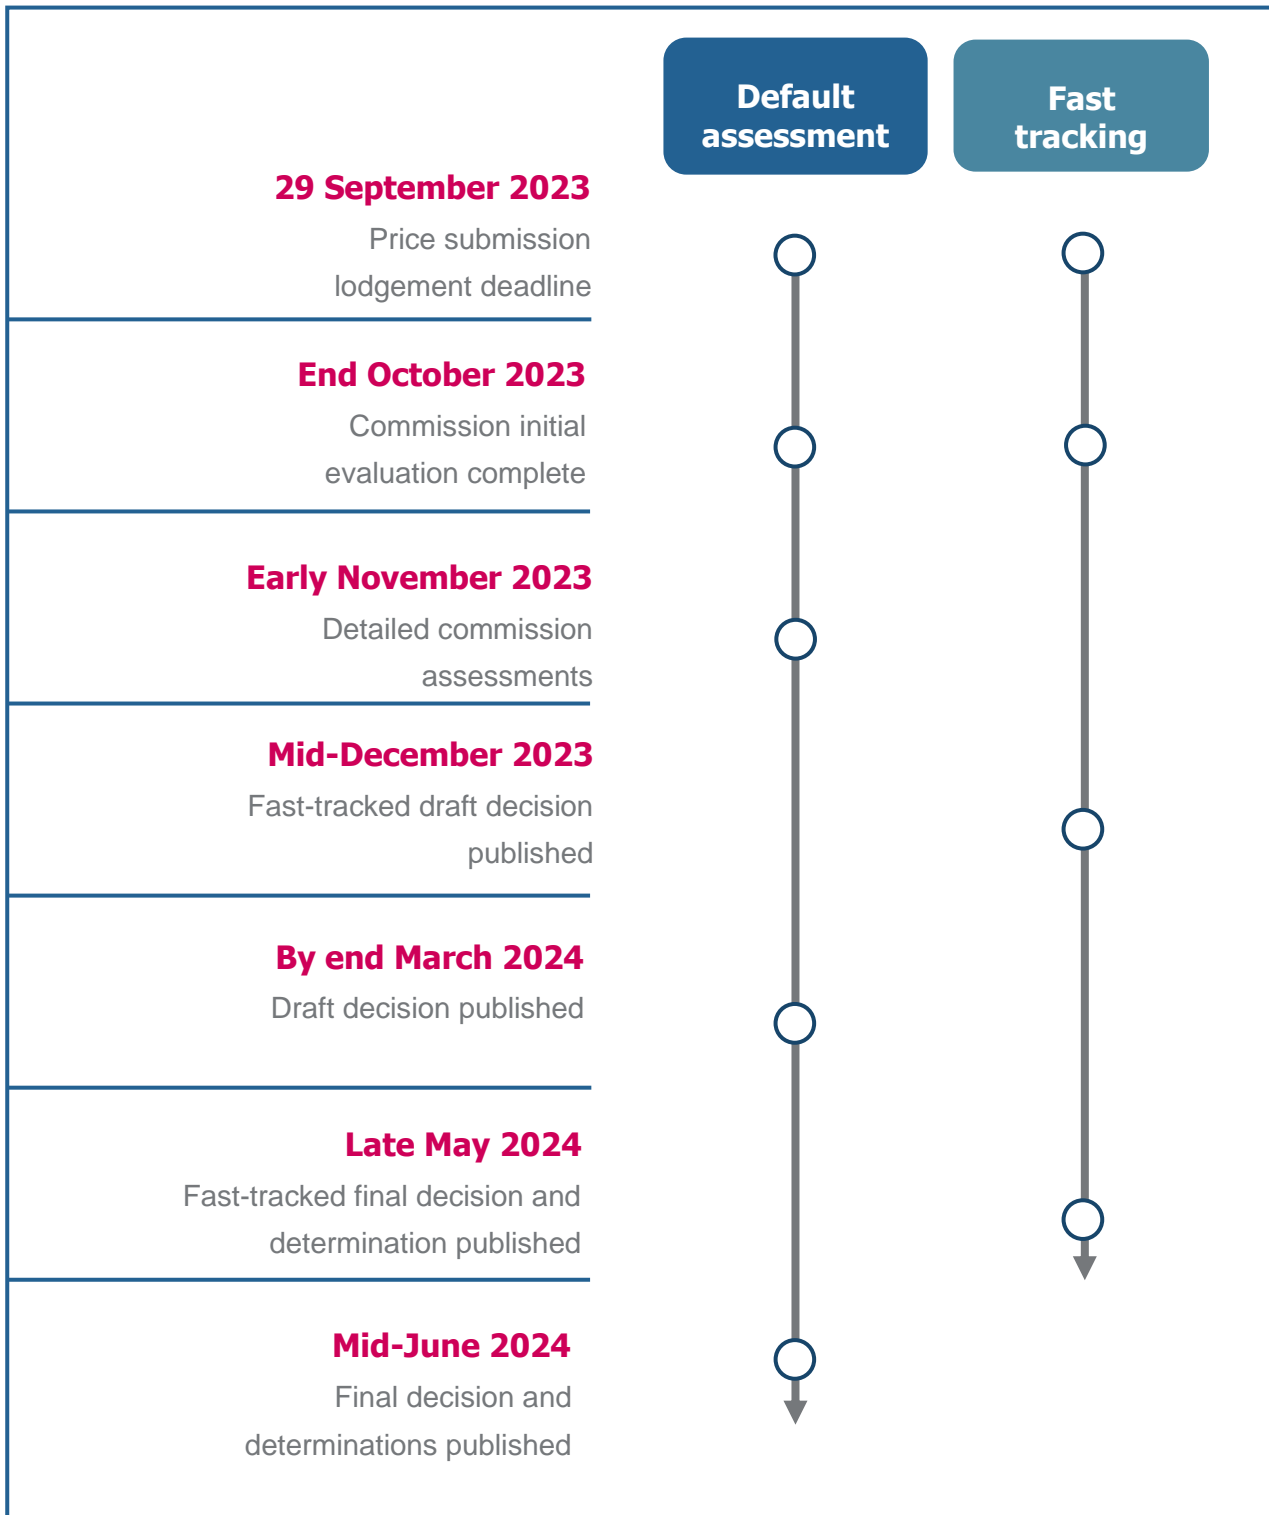 Default
assessment
Fast
tracking
29 September 2023
Price submission
lodgement deadline
End October 2023
Commission initial
evaluation complete
Early November 2023
Detailed commission
assessments
Mid-December 2023
Fast-tracked draft decision
published
By end March 2024
Draft decision published
Late May 2024
Fast-tracked final decision and
determination published
Mid-June 2024
Final decision and
determinations published